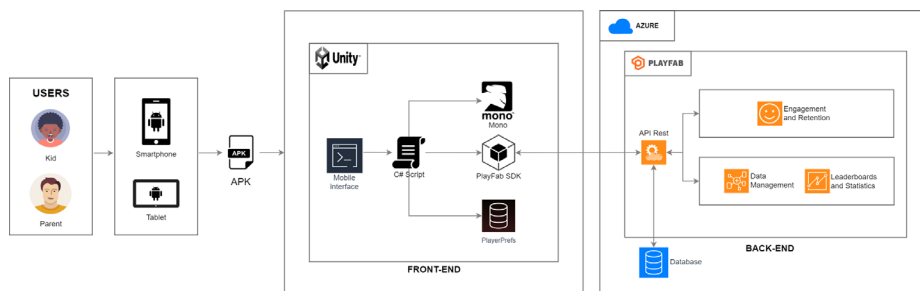 USERS
Kid
Parent
Smartphone
Tablet
APK
APK
Unity
Mobile
Interface
C# Script
mono
Mono
PlayFab SDK
PlayerPrefs
FRONT-END
AZURE
PLAYFAB
API Rest
Engagement
and Retention
Data
Management
Leaderboards
and Statistics
BACK-END
Database